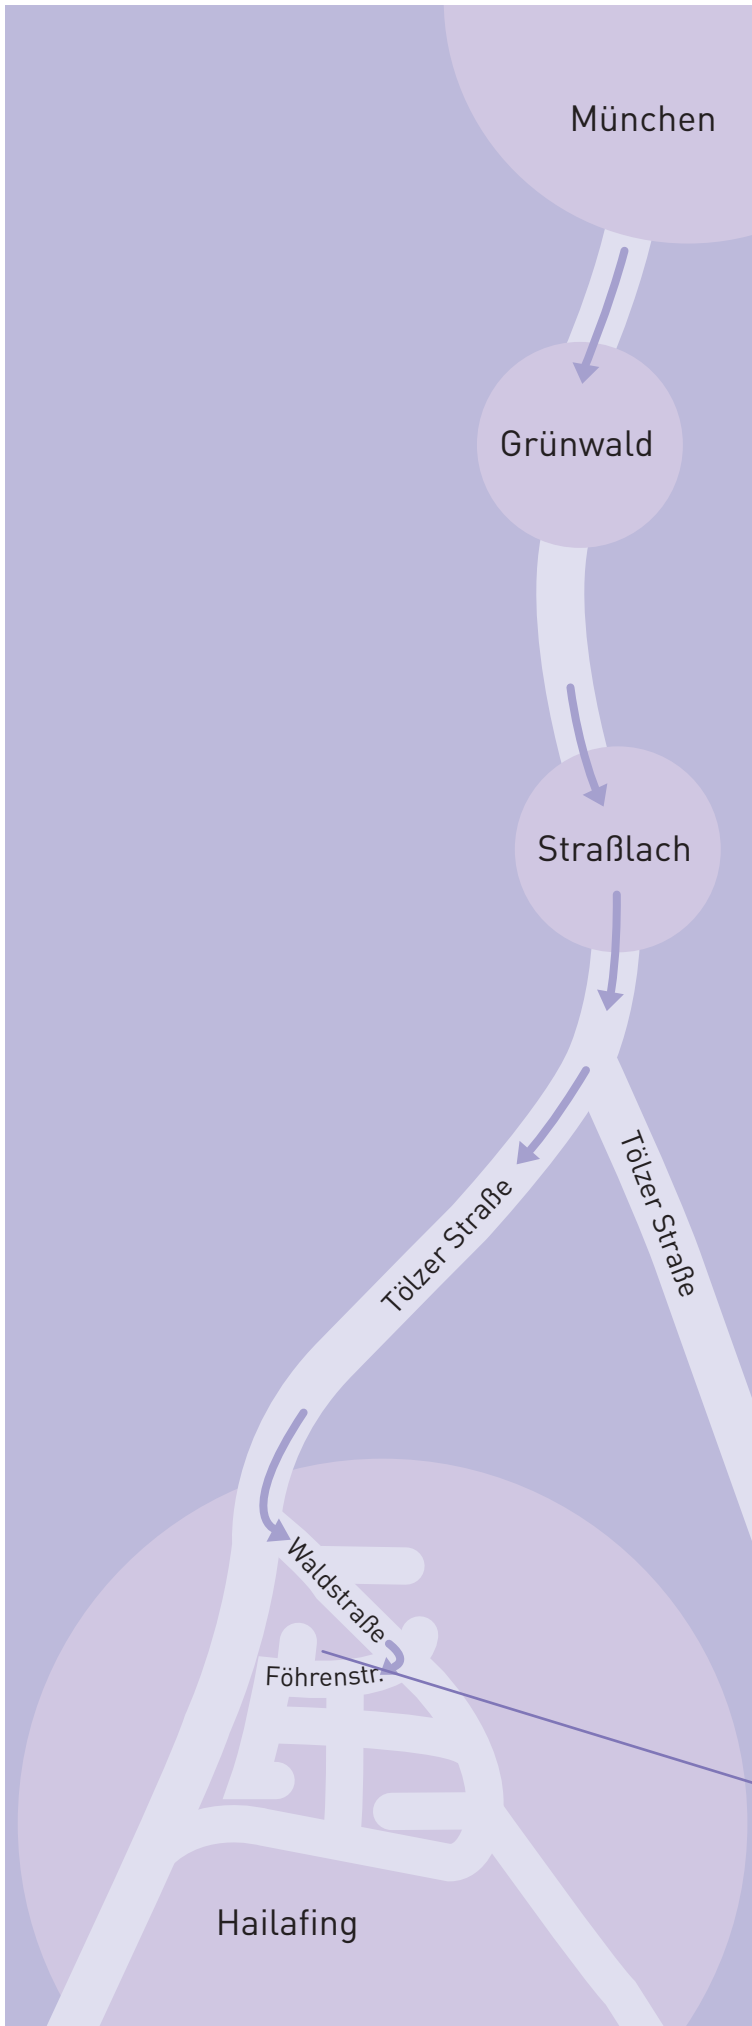 München
Grünwald
Straßlach
Tölzer Straße
Tölzer Straße
Waldstraße
Föhrenstr.
Hailafing